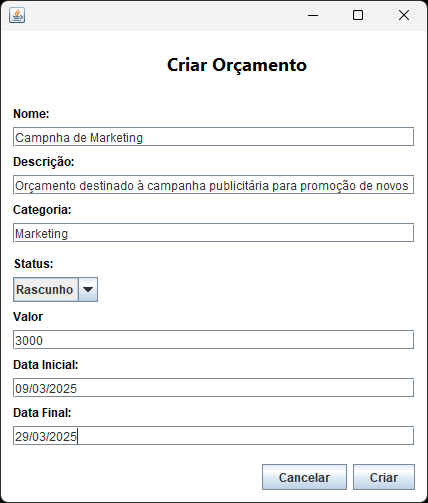 Criar Orçamento
Nome:
Campnha de Marketing
Descrição:
Orçamento destinado à campanha publicitária para promoção de novos
Categoria:
Marketing
Status:
Rascunho
Valor
3000
Data Inicial:
09/03/2025
Data Final:
29/03/2025
Cancelar Criar